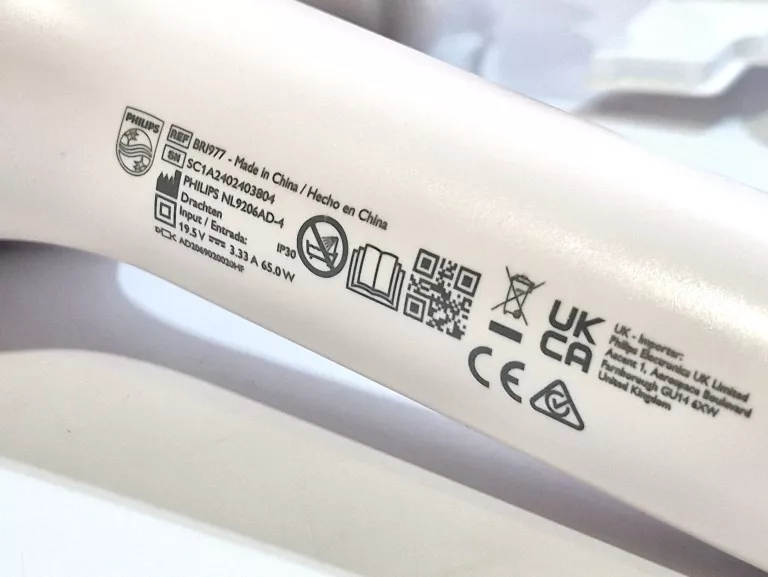 PHILIPS
REF BRI977 - Made in China / Hecho en China
SN SC1A2402403804
PHILIPS NL9206AD-4
Drachten
Input / Entrada:
19.5 V 3.33 A 65.0 W
AD2069020020HF
IP30
UK
CA
CE
UK - Importer:
Philips Electronics UK Limited
Ascent 1, Aerospace Boulevard
Farnborough GU14 6XW
United Kingdom